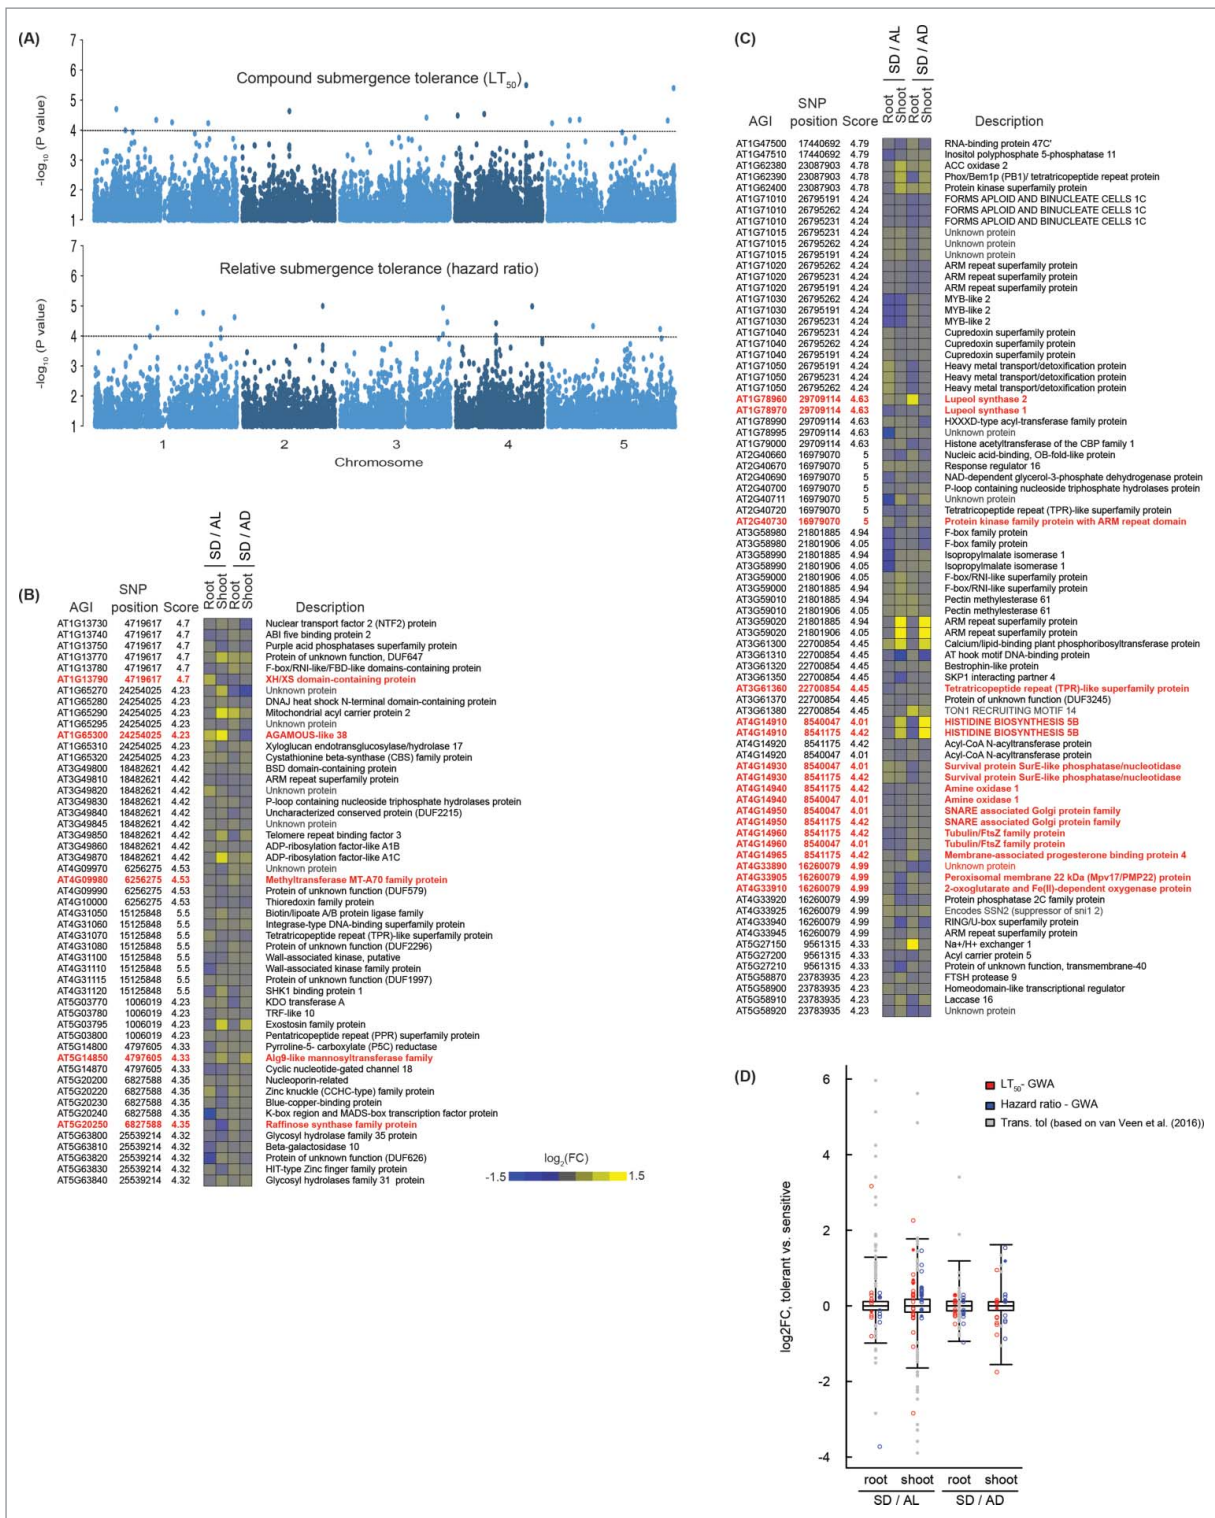 (A)
7
6
5
4
3
2
1
-log10 (P value)
Compound submergence tolerance (LT50)
7
6
5
4
3
2
1
-log10 (P value)
Relative submergence tolerance (hazard ratio)
1 2 3 4 5
Chromosome
(B)
SD / AL SD / AD
Root Shoot Root Shoot
AGI SNP position Score Description
AT1G13730 4719617 4.7 Nuclear transport factor 2 (NTF2) protein
AT1G13740 4719617 4.7 ABI five binding protein 2
AT1G13750 4719617 4.7 Purple acid phosphatases superfamily protein
AT1G13770 4719617 4.7 Protein of unknown function, DUF647
AT1G13780 4719617 4.7 F-box/RNI-like/FBD-like domains-containing protein
AT1G13790 4719617 4.7 XH/XS domain-containing protein
AT1G65270 24254025 4.23 Unknown protein
AT1G65280 24254025 4.23 DNAJ heat shock N-terminal domain-containing protein
AT1G65290 24254025 4.23 Mitochondrial acyl carrier protein 2
AT1G65295 24254025 4.23 Unknown protein
AT1G65300 24254025 4.23 AGAMOUS-like 38
AT1G65310 24254025 4.23 Xyloglucan endotransglucosylase/hydrolase 17
AT1G65320 24254025 4.23 Cystathionine beta-synthase (CBS) family protein
AT3G49800 18482621 4.42 BSD domain-containing protein
AT3G49810 18482621 4.42 ARM repeat superfamily protein
AT3G49820 18482621 4.42 Unknown protein
AT3G49830 18482621 4.42 P-loop containing nucleoside triphosphate hydrolases protein
AT3G49840 18482621 4.42 Uncharacterized conserved protein (DUF2215)
AT3G49845 18482621 4.42 Unknown protein
AT3G49850 18482621 4.42 Telomere repeat binding factor 3
AT3G49860 18482621 4.42 ADP-ribosylation factor-like A1B
AT3G49870 18482621 4.42 ADP-ribosylation factor-like A1C
AT4G09970 6256275 4.53 Unknown protein
AT4G09980 6256275 4.53 Methyltransferase MT-A70 family protein
AT4G09990 6256275 4.53 Protein of unknown function (DUF579)
AT4G10000 6256275 4.53 Thioredoxin family protein
AT4G31050 15125848 5.5 Biotin/lipoate A/B protein ligase family
AT4G31060 15125848 5.5 Integrase-type DNA-binding superfamily protein
AT4G31070 15125848 5.5 Tetratricopeptide repeat (TPR)-like superfamily protein
AT4G31080 15125848 5.5 Protein of unknown function (DUF2296)
AT4G31100 15125848 5.5 Wall-associated kinase, putative
AT4G31110 15125848 5.5 Wall-associated kinase family protein
AT4G31115 15125848 5.5 Protein of unknown function (DUF1997)
AT4G31120 15125848 5.5 SHK1 binding protein 1
AT5G03770 1006019 4.23 KDO transferase A
AT5G03780 1006019 4.23 TRF-like 10
AT5G03795 1006019 4.23 Exostosin family protein
AT5G03800 1006019 4.23 Pentatricopeptide repeat (PPR) superfamily protein
AT5G14800 4797605 4.33 Pyrroline-5- carboxylate (P5C) reductase
AT5G14850 4797605 4.33 Alg9-like mannosyltransferase family
AT5G14870 4797605 4.33 Cyclic nucleotide-gated channel 18
AT5G20200 6827588 4.35 Nucleoporin-related
AT5G20220 6827588 4.35 Zinc knuckle (CCHC-type) family protein
AT5G20230 6827588 4.35 Blue-copper-binding protein
AT5G20240 6827588 4.35 K-box region and MADS-box transcription factor protein
AT5G20250 6827588 4.35 Raffinose synthase family protein
AT5G63800 25539214 4.32 Glycosyl hydrolase family 35 protein
AT5G63810 25539214 4.32 Beta-galactosidase 10
AT5G63820 25539214 4.32 Protein of unknown function (DUF626)
AT5G63830 25539214 4.32 HIT-type Zinc finger family protein
AT5G63840 25539214 4.32 Glycosyl hydrolases family 31 protein
log2(FC)
-1.5 1.5
(C)
SD / AL SD / AD
Root Shoot Root Shoot
AGI SNP position Score Description
AT1G47500 17440692 4.79 RNA-binding protein 47C'
AT1G47510 17440692 4.79 Inositol polyphosphate 5-phosphatase 11
AT1G62380 23087903 4.78 ACC oxidase 2
AT1G62390 23087903 4.78 Phox/Bem1p (PB1)/ tetratricopeptide repeat protein
AT1G62400 23087903 4.78 Protein kinase superfamily protein
AT1G71010 26795191 4.24 FORMS APLOID AND BINUCLEATE CELLS 1C
AT1G71010 26795262 4.24 FORMS APLOID AND BINUCLEATE CELLS 1C
AT1G71010 26795231 4.24 FORMS APLOID AND BINUCLEATE CELLS 1C
AT1G71015 26795231 4.24 Unknown protein
AT1G71015 26795262 4.24 Unknown protein
AT1G71015 26795191 4.24 Unknown protein
AT1G71020 26795262 4.24 ARM repeat superfamily protein
AT1G71020 26795231 4.24 ARM repeat superfamily protein
AT1G71020 26795191 4.24 ARM repeat superfamily protein
AT1G71030 26795262 4.24 MYB-like 2
AT1G71030 26795191 4.24 MYB-like 2
AT1G71030 26795231 4.24 MYB-like 2
AT1G71040 26795231 4.24 Cupredoxin superfamily protein
AT1G71040 26795262 4.24 Cupredoxin superfamily protein
AT1G71040 26795191 4.24 Cupredoxin superfamily protein
AT1G71050 26795191 4.24 Heavy metal transport/detoxification protein
AT1G71050 26795231 4.24 Heavy metal transport/detoxification protein
AT1G71050 26795262 4.24 Heavy metal transport/detoxification protein
AT1G78960 29709114 4.63 Lupeol synthase 2
AT1G78970 29709114 4.63 Lupeol synthase 1
AT1G78990 29709114 4.63 HXXXD-type acyl-transferase family protein
AT1G78995 29709114 4.63 Unknown protein
AT1G79000 29709114 4.63 Histone acetyltransferase of the CBP family 1
AT2G40660 16979070 5 Nucleic acid-binding, OB-fold-like protein
AT2G40670 16979070 5 Response regulator 16
AT2G40690 16979070 5 NAD-dependent glycerol-3-phosphate dehydrogenase protein
AT2G40700 16979070 5 P-loop containing nucleoside triphosphate hydrolases protein
AT2G40711 16979070 5 Unknown protein
AT2G40720 16979070 5 Tetratricopeptide repeat (TPR)-like superfamily protein
AT2G40730 16979070 5 Protein kinase family protein with ARM repeat domain
AT3G58980 21801885 4.94 F-box family protein
AT3G58980 21801906 4.05 F-box family protein
AT3G58990 21801885 4.94 Isopropylmalate isomerase 1
AT3G58990 21801906 4.05 Isopropylmalate isomerase 1
AT3G59000 21801906 4.05 F-box/RNI-like superfamily protein
AT3G59000 21801885 4.94 F-box/RNI-like superfamily protein
AT3G59010 21801885 4.94 Pectin methylesterase 61
AT3G59010 21801906 4.05 Pectin methylesterase 61
AT3G59020 21801885 4.94 ARM repeat superfamily protein
AT3G59020 21801906 4.05 ARM repeat superfamily protein
AT3G61300 22700854 4.45 Calcium/lipid-binding plant phosphoribosyltransferase protein
AT3G61310 22700854 4.45 AT hook motif DNA-binding protein
AT3G61320 22700854 4.45 Bestrophin-like protein
AT3G61350 22700854 4.45 SKP1 interacting partner 4
AT3G61360 22700854 4.45 Tetratricopeptide repeat (TPR)-like superfamily protein
AT3G61370 22700854 4.45 Protein of unknown function (DUF3245)
AT3G61380 22700854 4.45 TON1 RECRUITING MOTIF 14
AT4G14910 8540047 4.01 HISTIDINE BIOSYNTHESIS 5B
AT4G14910 8541175 4.42 HISTIDINE BIOSYNTHESIS 5B
AT4G14920 8541175 4.42 Acyl-CoA N-acyltransferase protein
AT4G14920 8540047 4.01 Acyl-CoA N-acyltransferase protein
AT4G14930 8540047 4.01 Survival protein SurE-like phosphatase/nucleotidase
AT4G14930 8541175 4.42 Survival protein SurE-like phosphatase/nucleotidase
AT4G14940 8541175 4.42 Amine oxidase 1
AT4G14940 8540047 4.01 Amine oxidase 1
AT4G14950 8540047 4.01 SNARE associated Golgi protein family
AT4G14950 8541175 4.42 SNARE associated Golgi protein family
AT4G14960 8541175 4.42 Tubulin/FtsZ family protein
AT4G14960 8540047 4.01 Tubulin/FtsZ family protein
AT4G14965 8541175 4.42 Membrane-associated progesterone binding protein 4
AT4G33890 16260079 4.99 Unknown protein
AT4G33905 16260079 4.99 Peroxisomal membrane 22 kDa (Mpv17/PMP22) protein
AT4G33910 16260079 4.99 2-oxoglutarate and Fe(II)-dependent oxygenase protein
AT4G33920 16260079 4.99 Protein phosphatase 2C family protein
AT4G33925 16260079 4.99 Encodes SSN2 (suppressor of sni1 2)
AT4G33940 16260079 4.99 RING/U-box superfamily protein
AT4G33945 16260079 4.99 ARM repeat superfamily protein
AT5G27150 9561315 4.33 Na+/H+ exchanger 1
AT5G27200 9561315 4.33 Acyl carrier protein 5
AT5G27210 9561315 4.33 Protein of unknown function, transmembrane-40
AT5G58870 23783935 4.23 FTSH protease 9
AT5G58900 23783935 4.23 Homeodomain-like transcriptional regulator
AT5G58910 23783935 4.23 Laccase 16
AT5G58920 23783935 4.23 Unknown protein
(D)
6
4
2
0
-2
-4
log2FC, tolerant vs. sensitive
LT50- GWA
Hazard ratio - GWA
Trans. tol (based on van Veen et al. (2016))
root shoot root shoot
SD / AL SD / AD